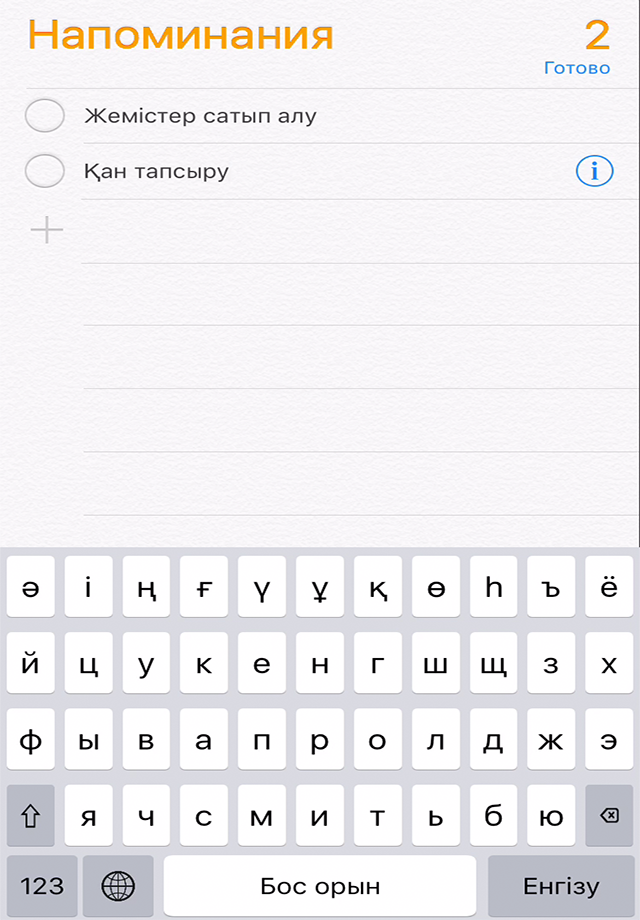 Напоминания 2
Готово
Жемістер сатып алу
Қан тапсыру
ə і ң ғ ү ұ қ ө һ ъ ё
й ц у к е н г ш щ з х
ф ы в а п р о л д ж э
я ч с м и т ь б ю
123 Бос орын Енгізу